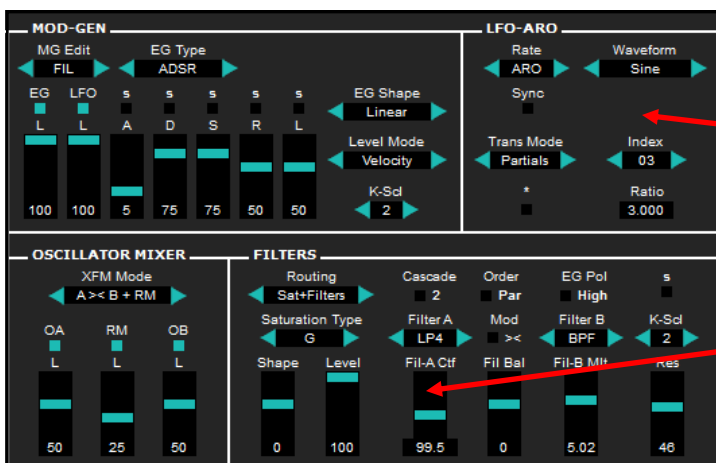 MOD-GEN
MG Edit EG Type
FIL ADSR
EG LFO s s s s s EG Shape
Linear
L L A D S R L
Level Mode
Velocity
K-Scl
100 100 5 75 75 50 50 2
LFO-ARO
Rate Waveform
ARO Sine
Sync
Trans Mode Index
Partials 03
* Ratio
3.000
OSCILLATOR MIXER
XFM Mode
A >< B + RM
OA RM OB
L L L
50 25 50
FILTERS
Routing Cascade Order EG Pol s
Sat+Filters 2 Par High
Saturation Type Filter A Mod Filter B K-Scl
G LP4 >< BPF 2
Shape Level Fil-A Ctf Fil Bal Fil-B Mlt Res
0 100 99.5 0 5.02 46